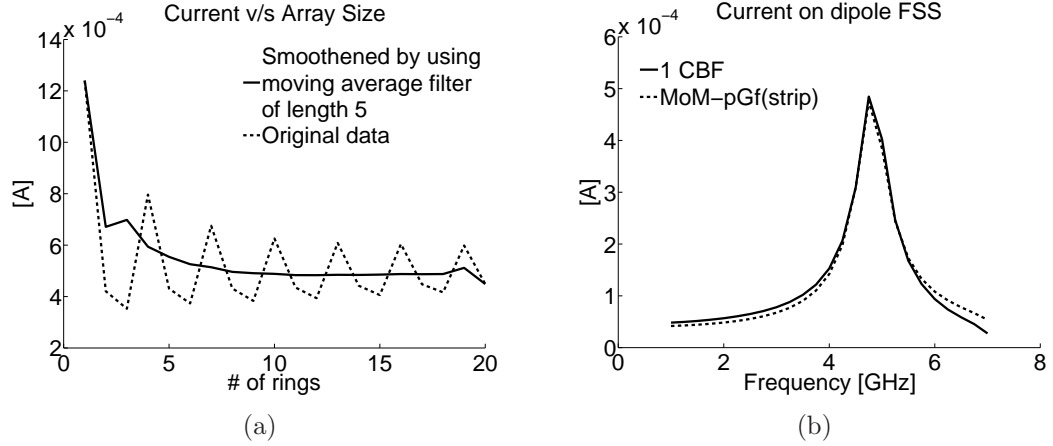 Current v/s Array Size
x 10⁻⁴
14
12
10
8
6
4
2
[A]
Smoothened by using
moving average filter
of length 5
Original data
0 5 10 15 20
# of rings
(a)
Current on dipole FSS
x 10⁻⁴
6
5
4
3
2
1
0
[A]
1 CBF
MoM−pGf(strip)
0 2 4 6 8
Frequency [GHz]
(b)